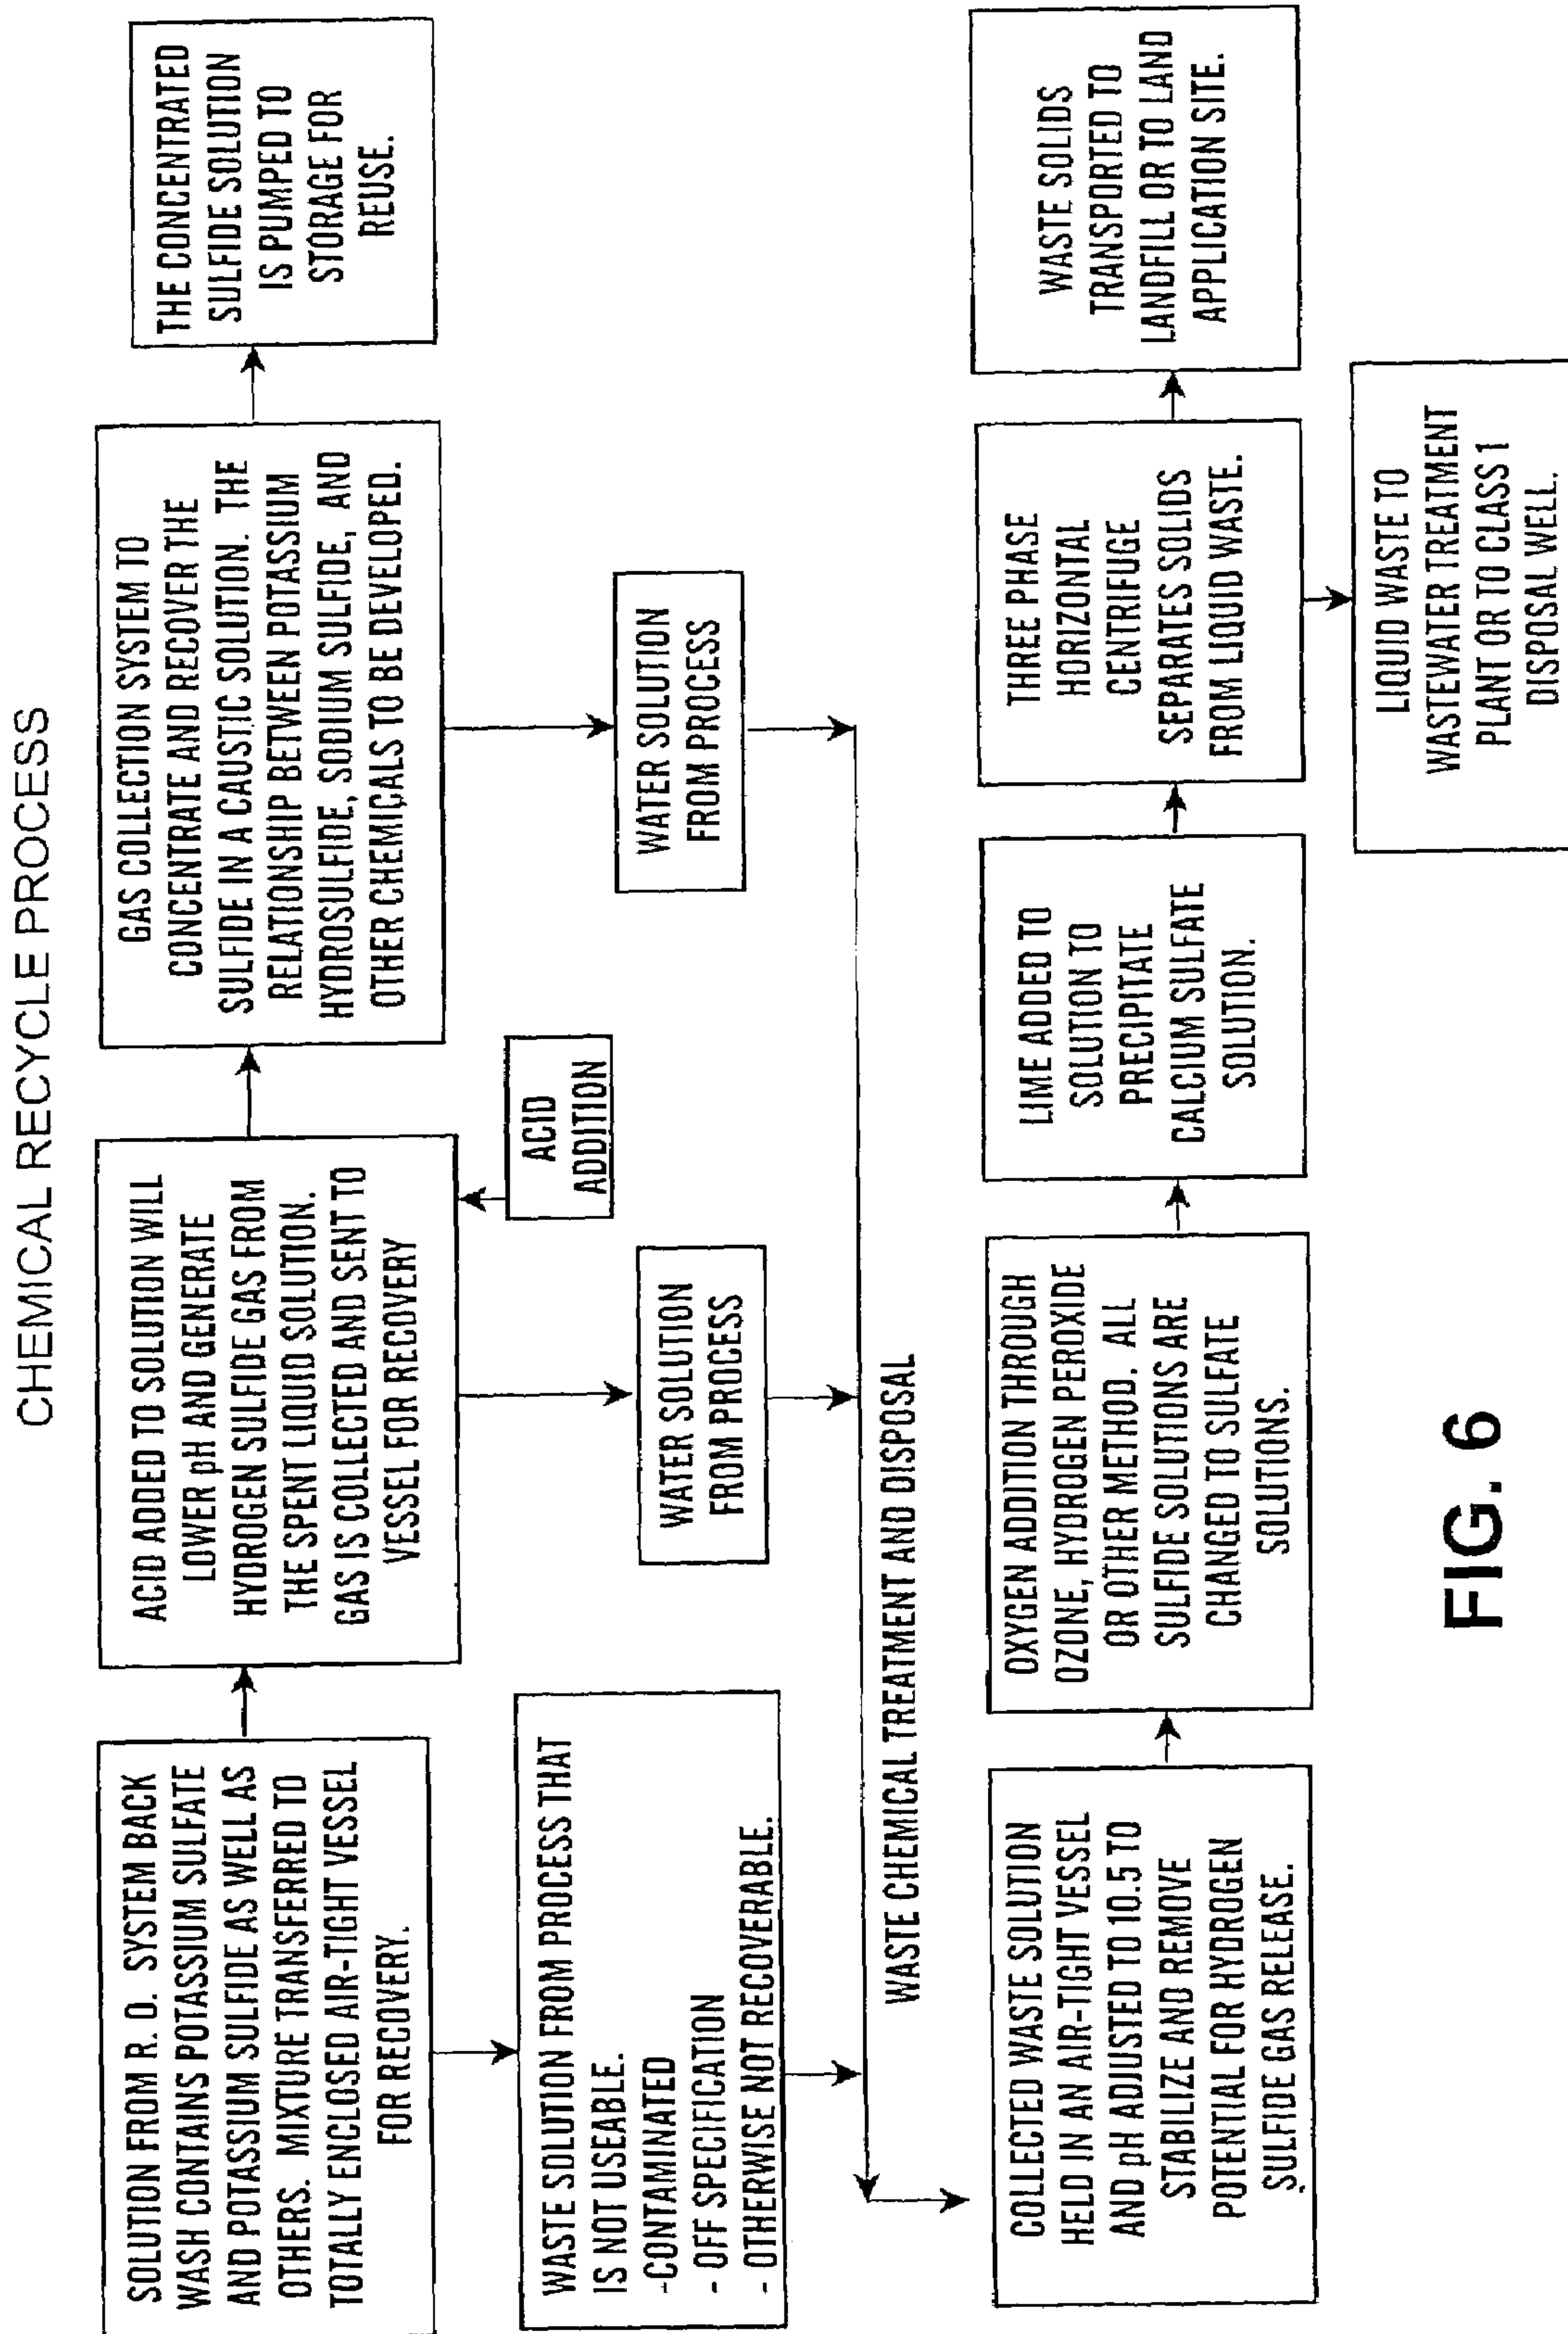 CHEMICAL RECYCLE PROCESS
SOLUTION FROM R. O. SYSTEM BACK
WASH CONTAINS POTASSIUM SULFATE
AND POTASSIUM SULFIDE AS WELL AS
OTHERS. MIXTURE TRANSFERRED TO
TOTALLY ENCLOSED AIR-TIGHT VESSEL
FOR RECOVERY.
ACID ADDED TO SOLUTION WILL
LOWER pH AND GENERATE
HYDROGEN SULFIDE GAS FROM
THE SPENT LIQUID SOLUTION.
GAS IS COLLECTED AND SENT TO
VESSEL FOR RECOVERY
GAS COLLECTION SYSTEM TO
CONCENTRATE AND RECOVER THE
SULFIDE IN A CAUSTIC SOLUTION. THE
RELATIONSHIP BETWEEN POTASSIUM
HYDROSULFIDE, SODIUM SULFIDE, AND
OTHER CHEMICALS TO BE DEVELOPED.
THE CONCENTRATED
SULFIDE SOLUTION
IS PUMPED TO
STORAGE FOR
REUSE.
ACID
ADDITION
WASTE SOLUTION FROM PROCESS THAT
IS NOT USEABLE.
-CONTAMINATED
- OFF SPECIFICATION
- OTHERWISE NOT RECOVERABLE.
WATER SOLUTION
FROM PROCESS
WATER SOLUTION
FROM PROCESS
WASTE CHEMICAL TREATMENT AND DISPOSAL
COLLECTED WASTE SOLUTION
HELD IN AN AIR-TIGHT VESSEL
AND pH ADJUSTED TO 10.5 TO
STABILIZE AND REMOVE
POTENTIAL FOR HYDROGEN
SULFIDE GAS RELEASE.
OXYGEN ADDITION THROUGH
OZONE, HYDROGEN PEROXIDE
OR OTHER METHOD. ALL
SULFIDE SOLUTIONS ARE
CHANGED TO SULFATE
SOLUTIONS.
LIME ADDED TO
SOLUTION TO
PRECIPITATE
CALCIUM SULFATE
SOLUTION.
THREE PHASE
HORIZONTAL
CENTRIFUGE
SEPARATES SOLIDS
FROM LIQUID WASTE.
WASTE SOLIDS
TRANSPORTED TO
LANDFILL OR TO LAND
APPLICATION SITE.
LIQUID WASTE TO
WASTEWATER TREATMENT
PLANT OR TO CLASS 1
DISPOSAL WELL.
FIG. 6